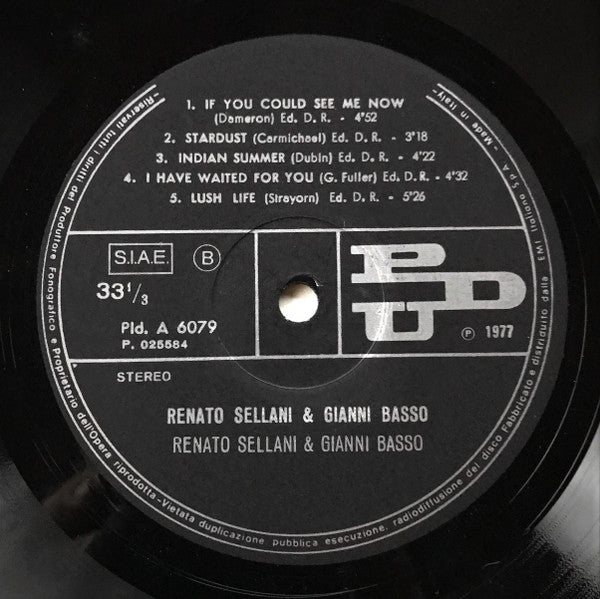 1. IF YOU COULD SEE ME NOW
(Dameron) Ed. D. R. - 4'52
2. STARDUST (Carmichael) Ed. D. R. - 3'18
3. INDIAN SUMMER (Dubin) Ed. D. R. - 4'22
4. I HAVE WAITED FOR YOU (G. Fuller) Ed. D. R. - 4'32
5. LUSH LIFE (Strayorn) Ed. D. R. - 5'26
S.I.A.E.
B
33 1/3
Pld. A 6079
P. 025584
STEREO
PDU
℗ 1977
RENATO SELLANI & GIANNI BASSO
RENATO SELLANI & GIANNI BASSO
-Riservati tutti i diritti del Produttore Fonografico e Proprietario dell'Opera riprodotta-Vietata duplicazione, pubblica esecuzione, radiodiffusione del disco Fabbricato e distribuito dalla EMI Italiana S.p.A. -Made in Italy-